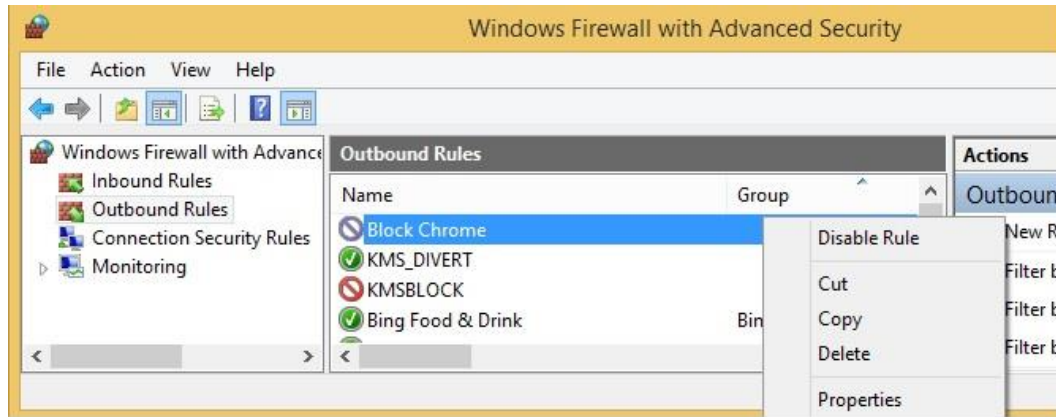 Windows Firewall with Advanced Security
File Action View Help
Windows Firewall with Advance
Inbound Rules
Outbound Rules
Connection Security Rules
Monitoring
Outbound Rules
Name Group
Block Chrome
KMS_DIVERT
KMSBLOCK
Bing Food & Drink Bin
Disable Rule
Cut
Copy
Delete
Properties
Actions
Outboun
New R
Filter b
Filter b
Filter b